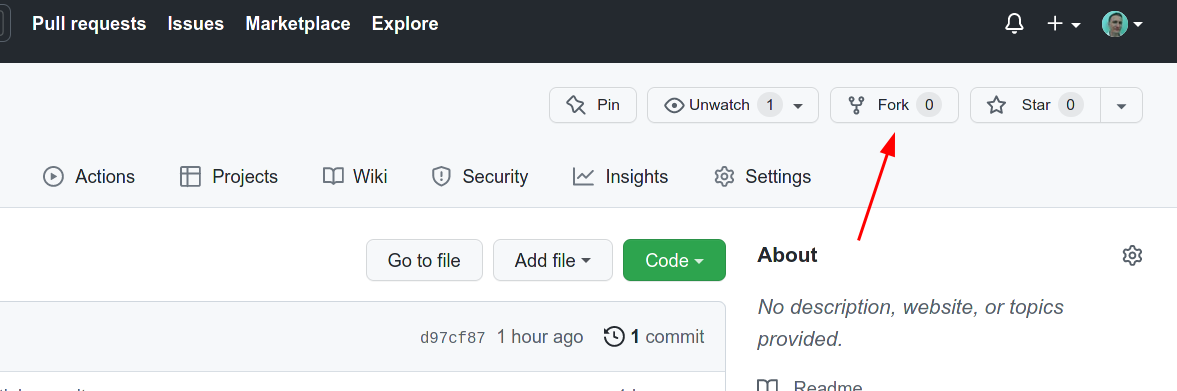 Pull requests Issues Marketplace Explore
Pin Unwatch 1 Fork 0 Star 0
Actions Projects Wiki Security Insights Settings
Go to file Add file Code About
No description, website, or topics
provided.
d97cf87 1 hour ago 1 commit
Readme